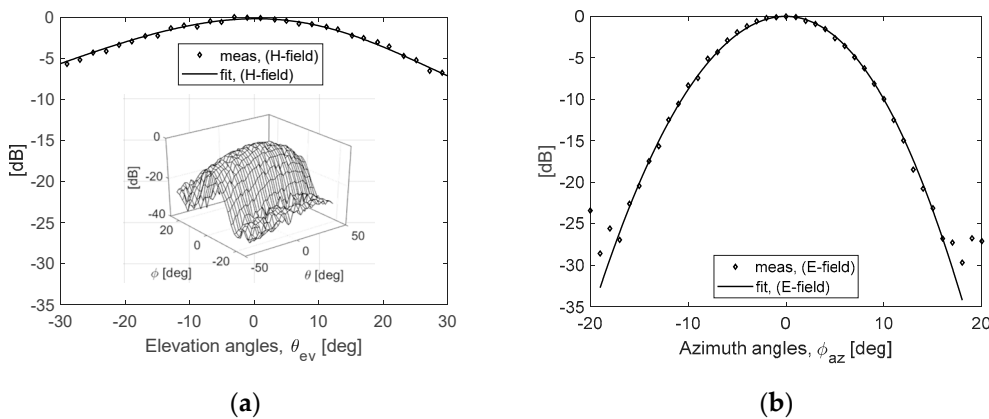 0
-5
-10
-15
-20
-25
-30
-35
[dB]
meas, (H-field)
fit, (H-field)
0
[dB] -20
-40
20
0
-20
ϕ [deg]
-50
0
50
θ [deg]
-30 -20 -10 0 10 20 30
Elevation angles, θ_ev [deg]
(a)
0
-5
-10
-15
-20
-25
-30
-35
[dB]
meas, (E-field)
fit, (E-field)
-20 -10 0 10 20
Azimuth angles, ϕ_az [deg]
(b)